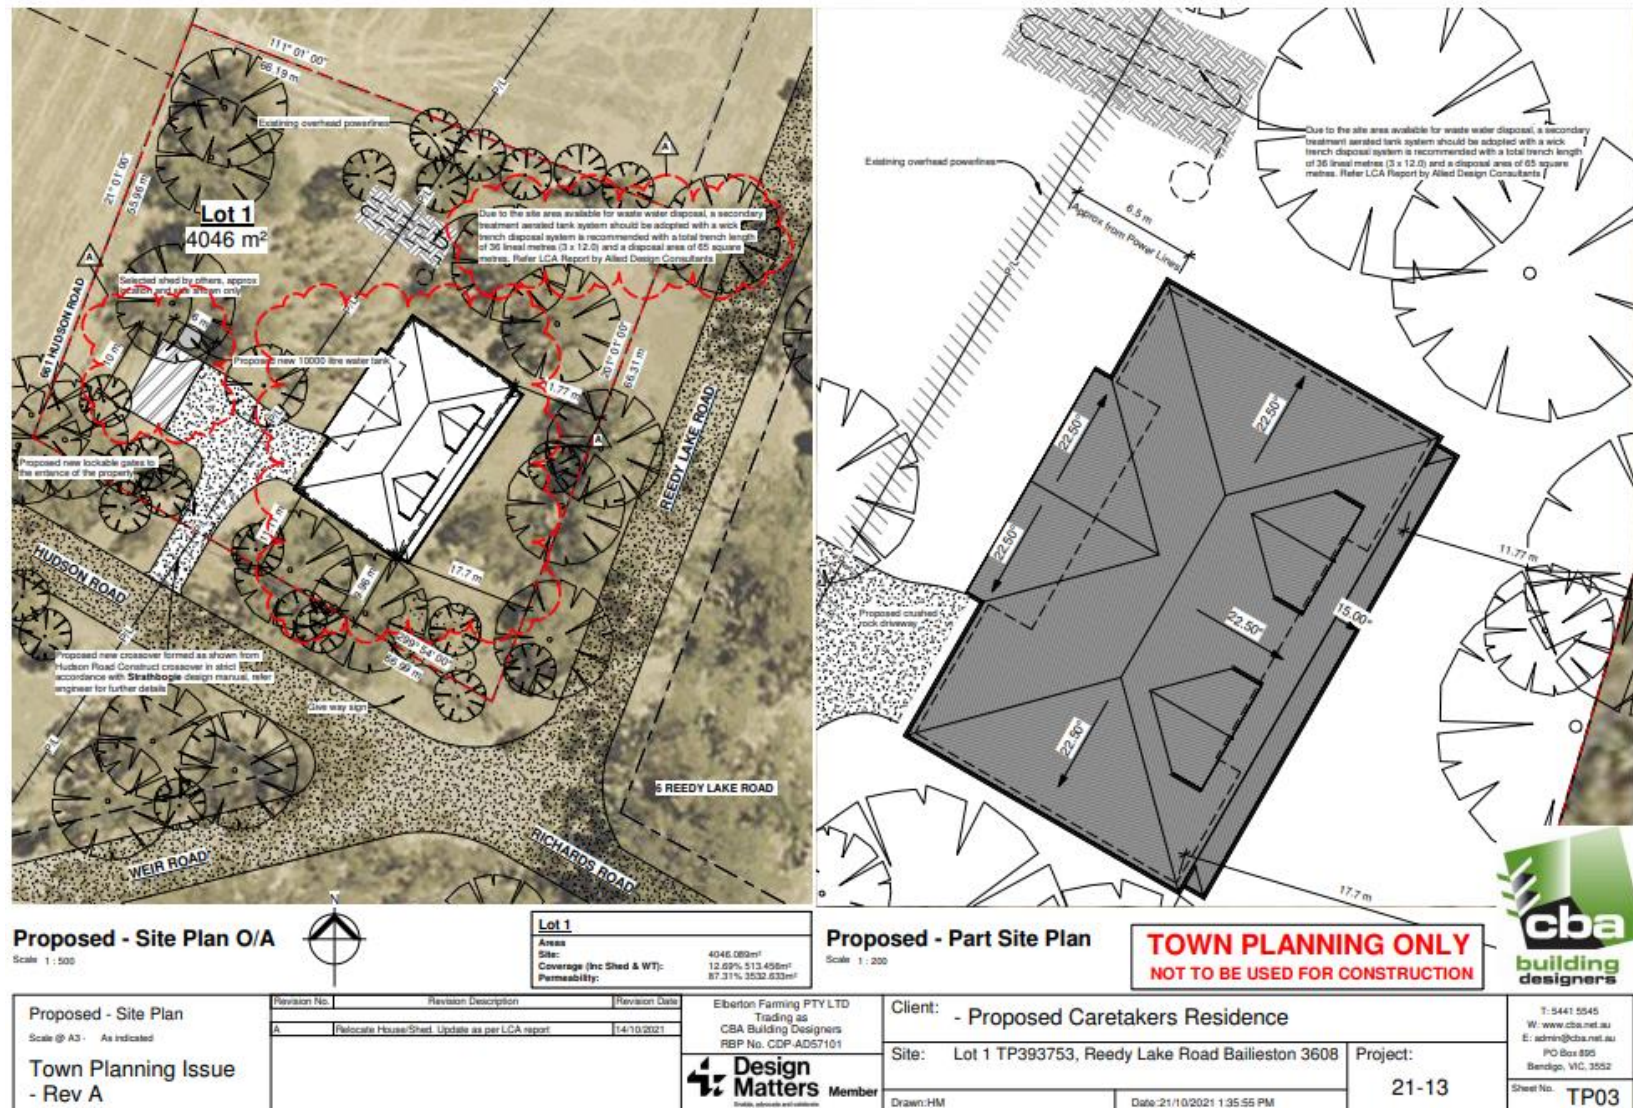 111° 01' 00"
66.19 m
P/L
Existining overhead powerlines
A
21° 01' 00"
55.96 m
Lot 1
4046 m²
P/L
Due to the site area available for waste water disposal, a secondary
treatment aerated tank system should be adopted with a wick
trench disposal system is recommended with a total trench length
of 36 lineal metres (3 x 12.0) and a disposal area of 65 square
metres. Refer LCA Report by Allied Design Consultants
A
Selected shed by others, approx
location and size shown only
P/L
661 HUDSON ROAD
6 m
10 m
Proposed new 10000 litre water tank
201° 01' 00"
66.31 m
1.77 m
P/L
REEDY LAKE ROAD
A
Proposed new lockable gates to
the entence of the property
HUDSON ROAD
17.7 m
3.96 m
299° 54' 00"
66.99 m
P/L
Proposed new crossover formed as shown from
Hudson Road Construct crossover in strict
accordance with Strathbogie design manual, refer
engineer for further details
Give way sign
P/L
6 REEDY LAKE ROAD
WEIR ROAD
RICHARDS ROAD
Due to the site area available for waste water disposal, a secondary
treatment aerated tank system should be adopted with a wick
trench disposal system is recommended with a total trench length
of 36 lineal metres (3 x 12.0) and a disposal area of 65 square
metres. Refer LCA Report by Allied Design Consultants
Existining overhead powerlines
6.5 m
Approx from Power Lines
P/L
22.50°
22.50°
22.50°
11.77 m
Proposed crushed
rock driveway
15.00°
22.50°
22.50°
17.7 m
Proposed - Site Plan O/A
Scale 1 : 500
N
Lot 1
Areas
Site: 4046.089m²
Coverage (Inc Shed & WT): 12.69% 513.456m²
Permeability: 87.31% 3532.633m²
Proposed - Part Site Plan
Scale 1 : 200
TOWN PLANNING ONLY
NOT TO BE USED FOR CONSTRUCTION
cba
building
designers
Proposed - Site Plan
Scale @ A3 - As indicated
Town Planning Issue
- Rev A
Revision No. Revision Description Revision Date
A Relocate House/Shed. Update as per LCA report 14/10/2021
Elberton Farming PTY LTD
Trading as
CBA Building Designers
RBP No. CDP-AD57101
Design
Matters Member
Client: - Proposed Caretakers Residence
Site: Lot 1 TP393753, Reedy Lake Road Bailieston 3608
Drawn:HM Date:21/10/2021 1:35:55 PM
Project:
21-13
T: 5441 5545
W: www.cba.net.au
E: admin@cba.net.au
PO Box 895
Bendigo, VIC, 3552
Sheet No. TP03